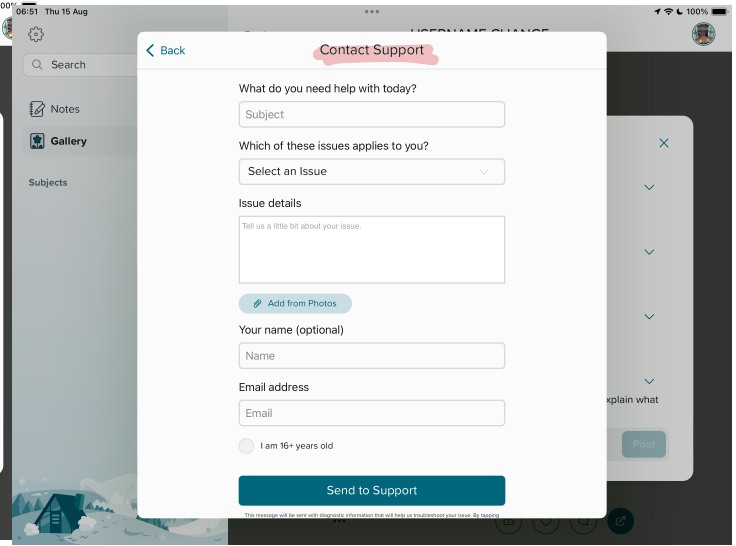 00%
06:51 Thu 15 Aug
100%
USERNAME CHANGE
Back
Contact Support
Search
What do you need help with today?
Subject
Notes
Gallery
Which of these issues applies to you?
Select an Issue
Subjects
Issue details
Tell us a little bit about your issue.
Add from Photos
Your name (optional)
Name
Email address
xplain what
Email
I am 16+ years old
Post
Send to Support
This message will be sent with diagnostic information that will help us troubleshoot your issue. By tapping